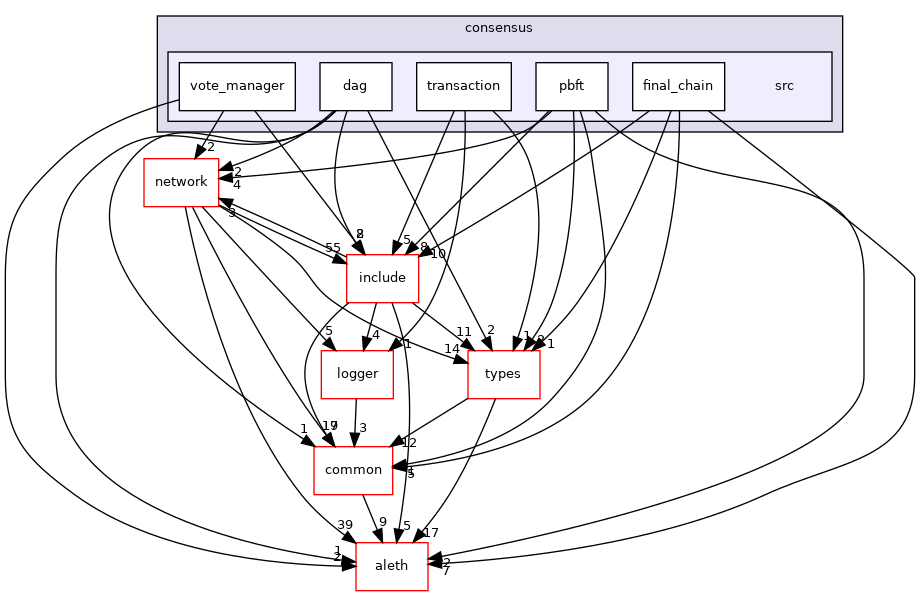 consensus
vote_manager
dag
transaction
pbft
final_chain
src
2
network
2
4
3
8
5
8
10
55
include
11
2
1
1
5
4
1
14
logger
types
1
19
3
12
common
5
9
39
5
17
1
2
aleth
2
7